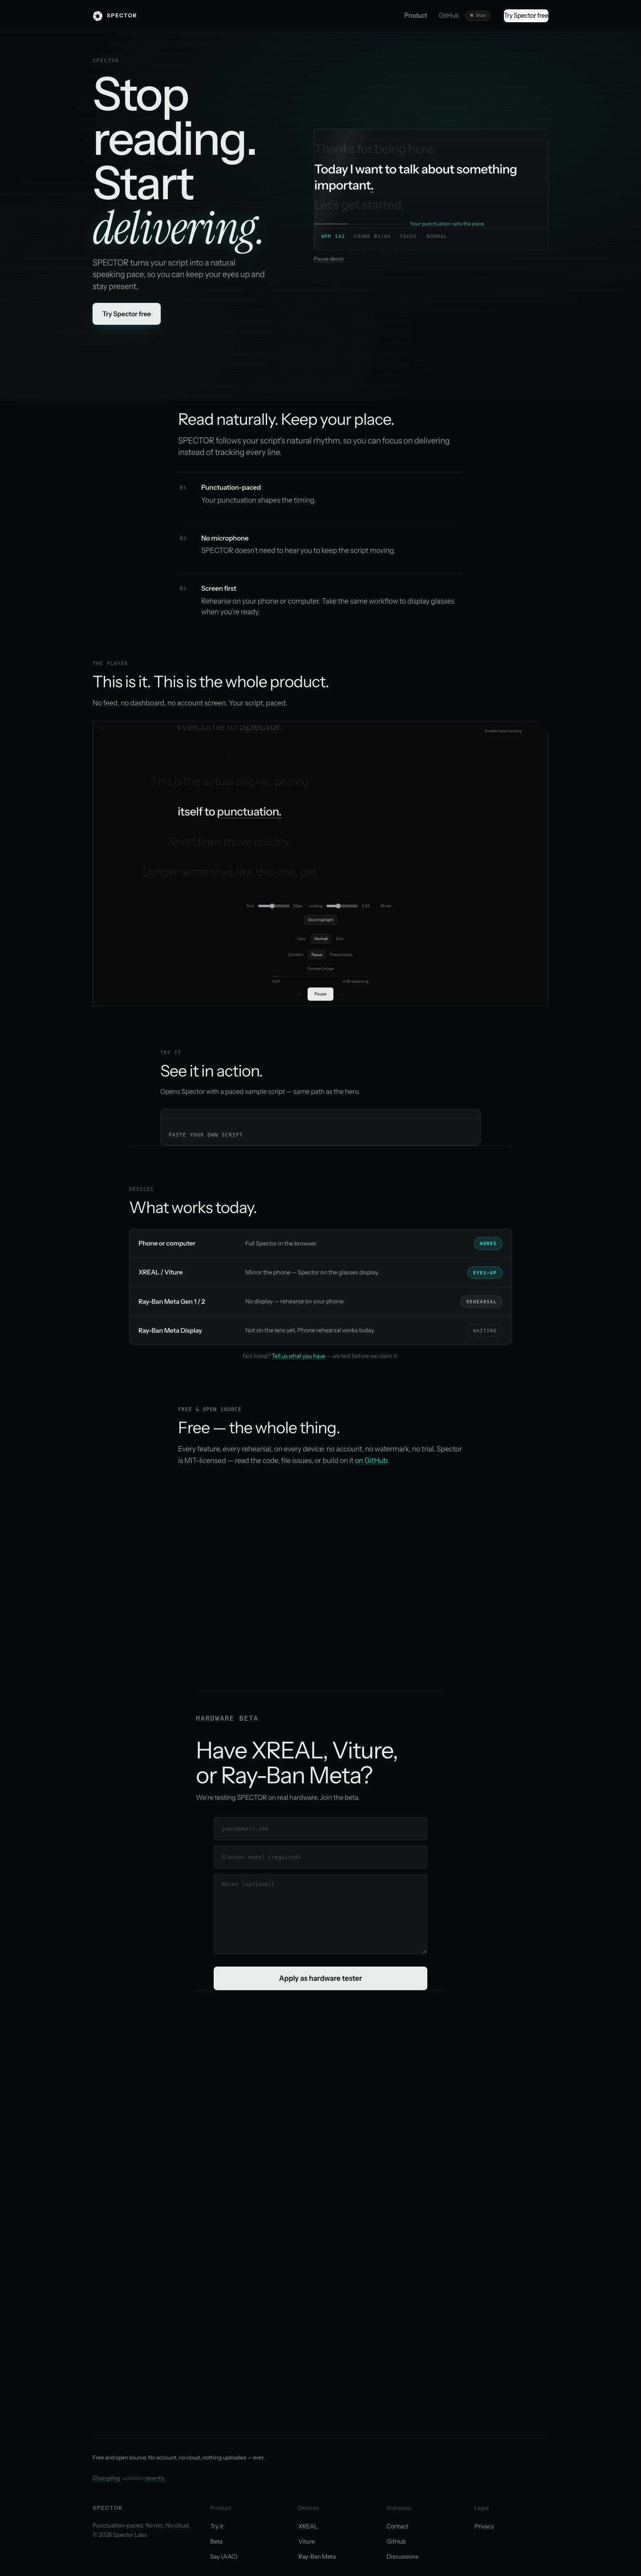 SPECTOR
Product
GitHub
★ Star
Try Spector free
SPECTOR
Stop
reading.
Start
delivering.
SPECTOR turns your script into a natural
speaking pace, so you can keep your eyes up and
stay present.
Try Spector free
Thanks for being here.
Today I want to talk about something
important.
Let's get started.
Your punctuation sets the pace.
WPM 142 CHUNK 03/04 FOCUS · NORMAL
Pause demo
Read naturally. Keep your place.
SPECTOR follows your script's natural rhythm, so you can focus on delivering
instead of tracking every line.
01 Punctuation-paced
Your punctuation shapes the timing.
02 No microphone
SPECTOR doesn't need to hear you to keep the script moving.
03 Screen first
Rehearse on your phone or computer. Take the same workflow to display glasses
when you're ready.
THE PLAYER
This is it. This is the whole product.
No feed, no dashboard, no account screen. Your script, paced.
Welcome to Spector.
Enable head tracking
This is the actual engine, pacing
itself to punctuation.
Short lines move quickly.
Longer sentences, like this one, get
Leading
Mirror
Word highlight
Slow Normal Fast
Comfort Focus Presentation
Compact stage
Pause
TRY IT
See it in action.
Opens Spector with a paced sample script — same path as the hero.
PASTE YOUR OWN SCRIPT
DEVICES
What works today.
Phone or computer Full Spector in the browser. WORKS
XREAL / Viture Mirror the phone — Spector on the glasses display. EYES-UP
Ray-Ban Meta Gen 1 / 2 No display — rehearse on your phone. REHEARSAL
Ray-Ban Meta Display Not on the lens yet. Phone rehearsal works today. WAITING
Not listed? Tell us what you have — we test before we claim it.
FREE & OPEN SOURCE
Free — the whole thing.
Every feature, every rehearsal, on every device: no account, no watermark, no trial. Spector
is MIT-licensed — read the code, file issues, or build on it on GitHub.
HARDWARE BETA
Have XREAL, Viture,
or Ray-Ban Meta?
We're testing SPECTOR on real hardware. Join the beta.
your@email.com
Glasses model (required)
Notes (optional)
Apply as hardware tester
Free and open source. No account, no cloud, nothing uploaded — ever.
Changelog · updated recently
SPECTOR
Punctuation-paced. No mic. No cloud.
© 2026 Spector Labs
Product
Try it
Beta
Say (AAC)
Devices
XREAL
Viture
Ray-Ban Meta
Company
Contact
GitHub
Discussions
Legal
Privacy